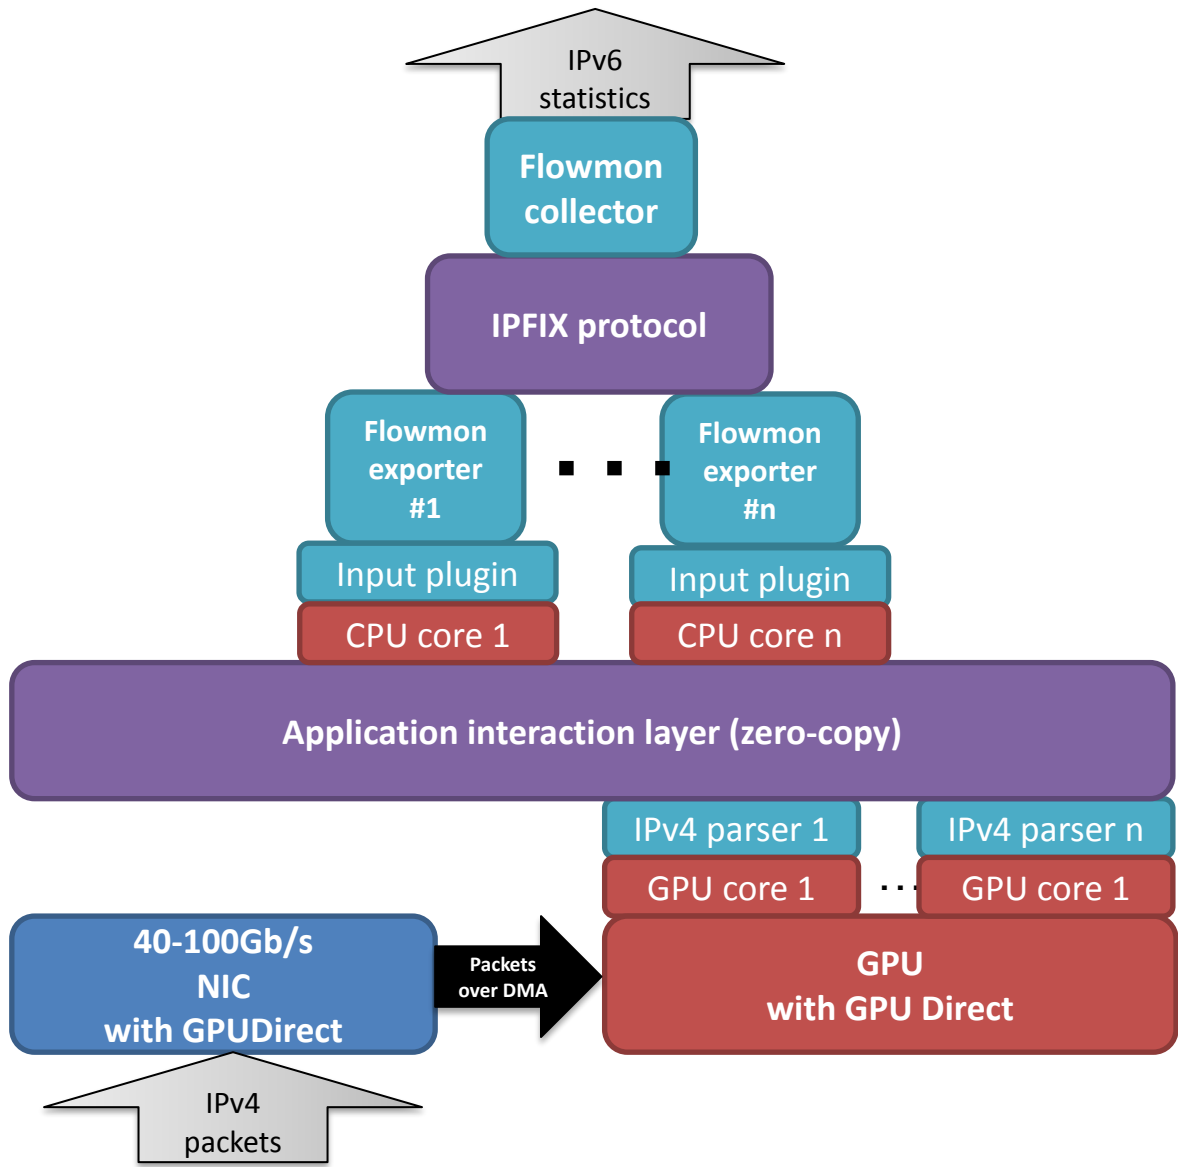 IPv6
statistics
Flowmon
collector
IPFIX protocol
Flowmon
exporter
#1
. . .
Flowmon
exporter
#n
Input plugin
Input plugin
CPU core 1
CPU core n
Application interaction layer (zero-copy)
IPv4 parser 1
IPv4 parser n
GPU core 1
...
GPU core 1
40-100Gb/s
NIC
with GPUDirect
Packets
over DMA
GPU
with GPU Direct
IPv4
packets